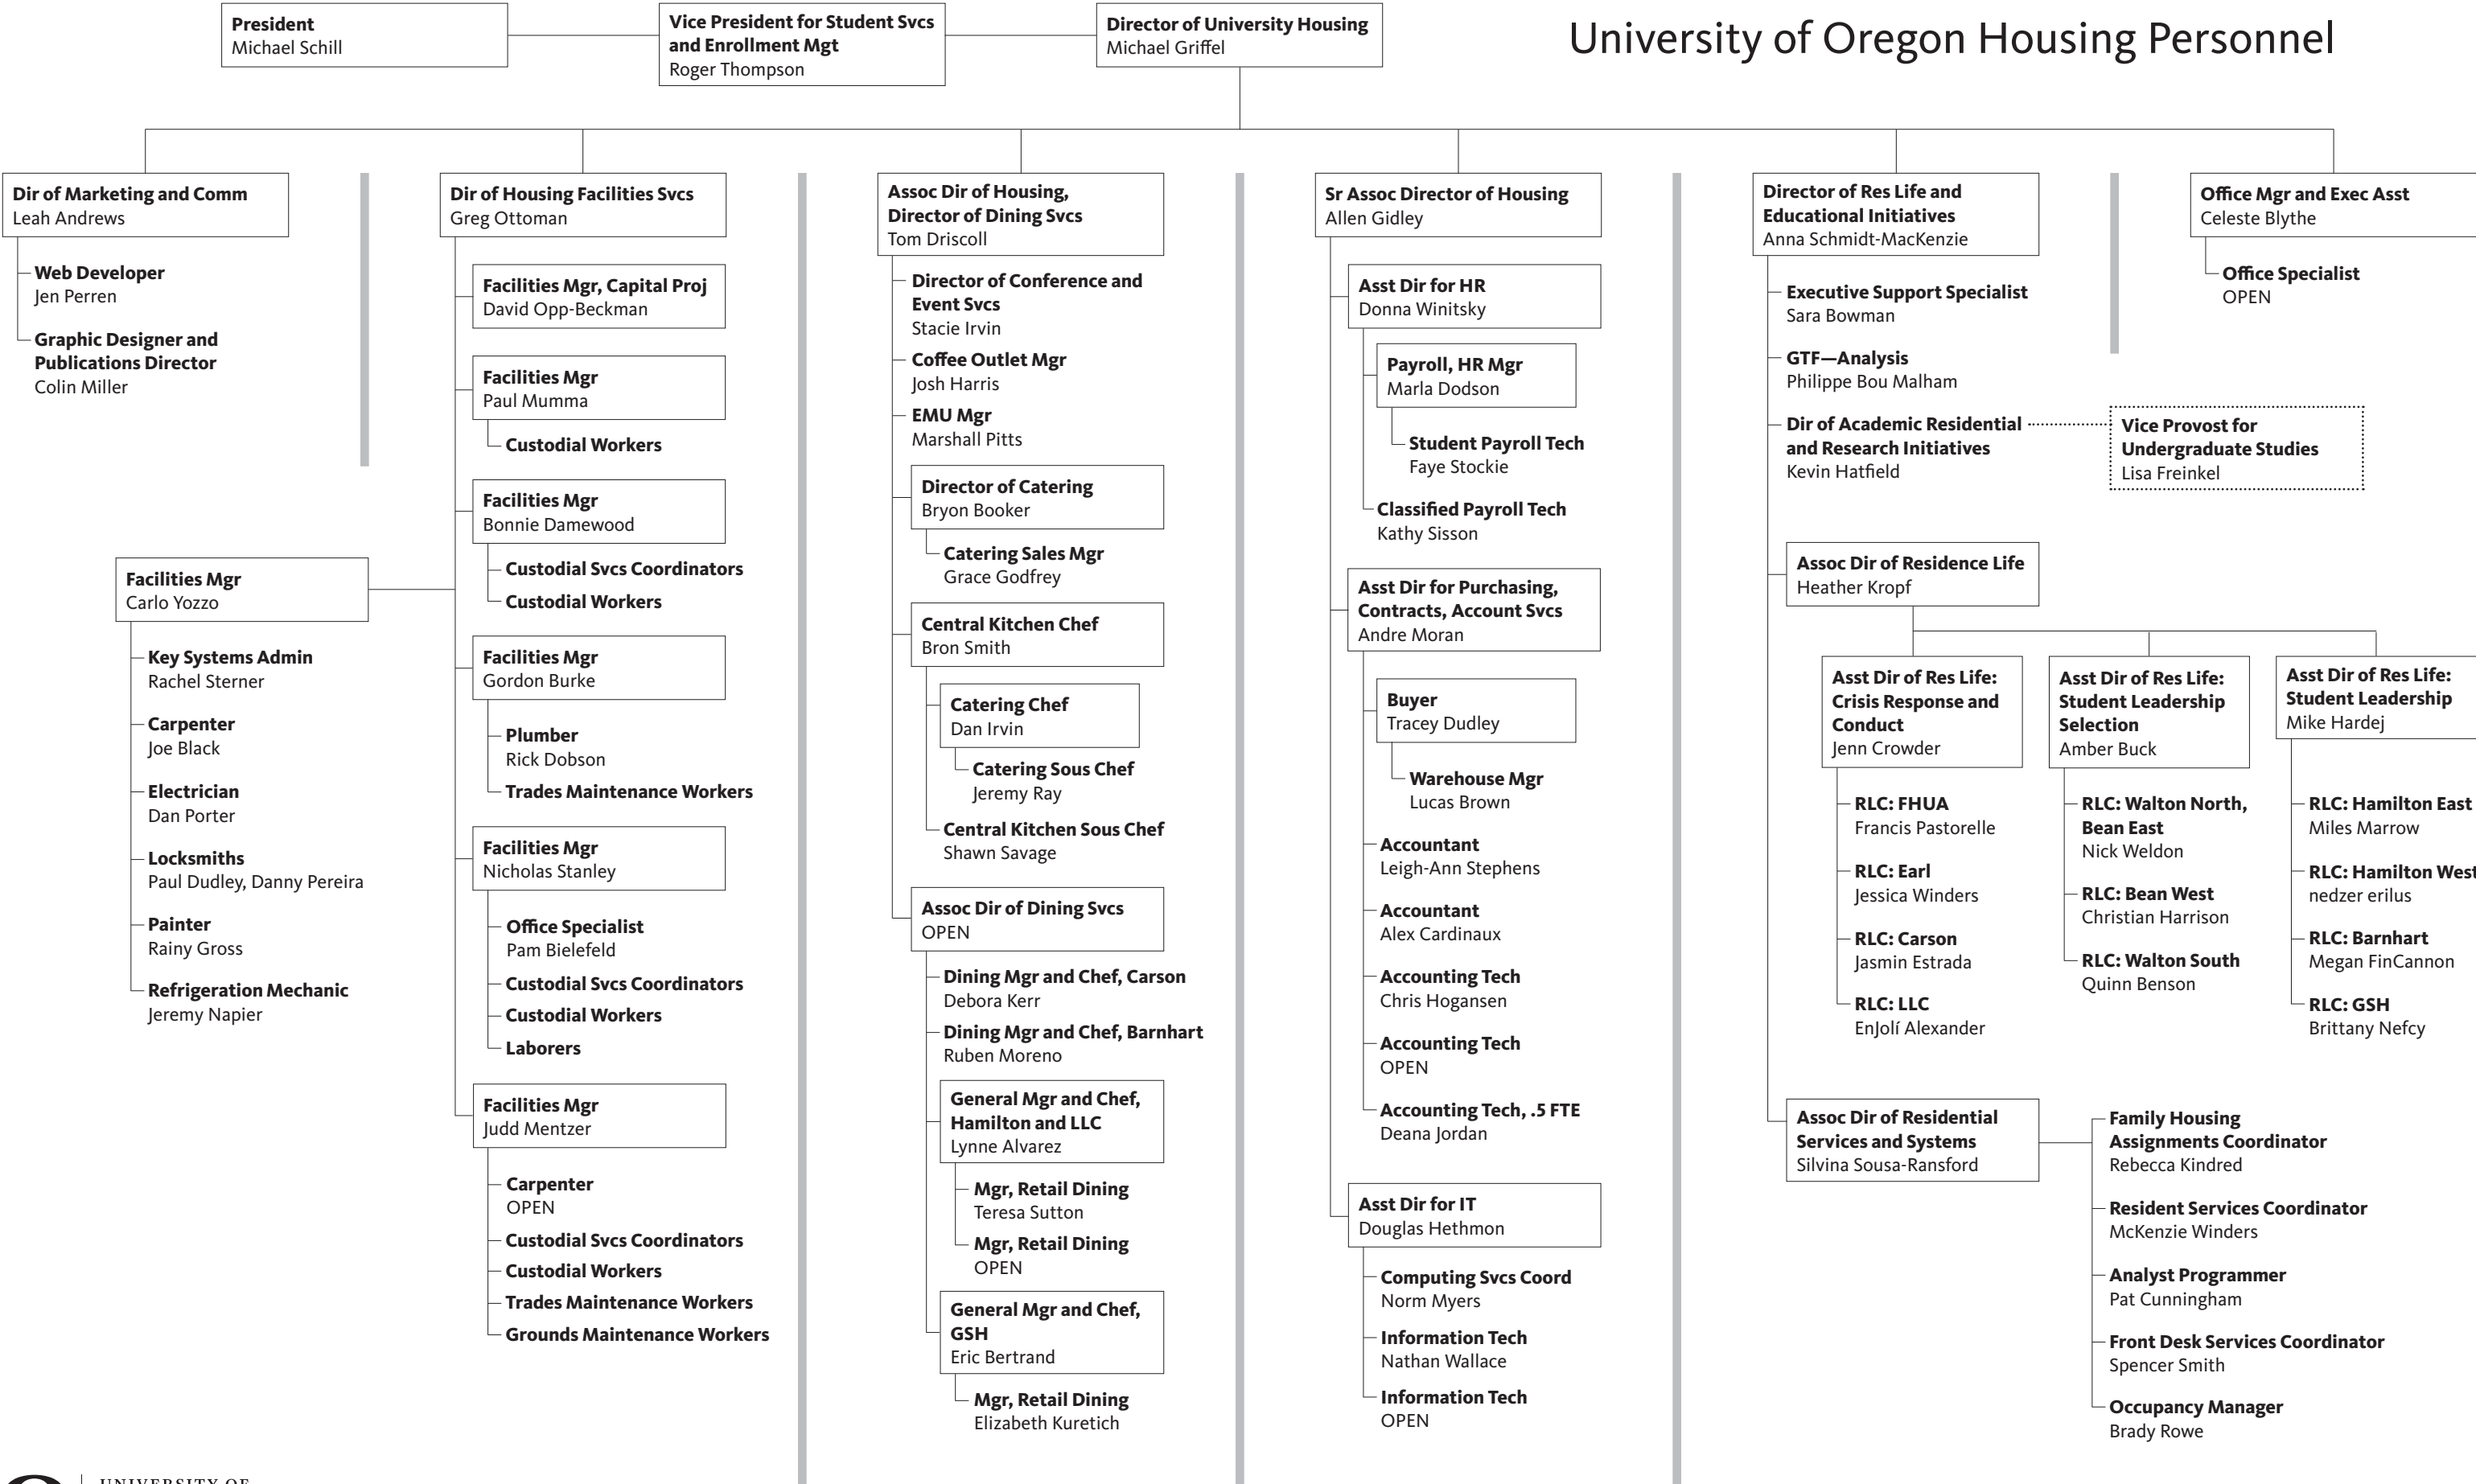 University of Oregon Housing Personnel
President
Michael Schill
Vice President for Student Svcs
and Enrollment Mgt
Roger Thompson
Director of University Housing
Michael Griffel
Dir of Marketing and Comm
Leah Andrews
Web Developer
Jen Perren
Graphic Designer and
Publications Director
Colin Miller
Dir of Housing Facilities Svcs
Greg Ottoman
Facilities Mgr, Capital Proj
David Opp-Beckman
Facilities Mgr
Paul Mumma
Custodial Workers
Facilities Mgr
Bonnie Damewood
Custodial Svcs Coordinators
Custodial Workers
Facilities Mgr
Carlo Yozzo
Key Systems Admin
Rachel Sterner
Carpenter
Joe Black
Electrician
Dan Porter
Locksmiths
Paul Dudley, Danny Pereira
Painter
Rainy Gross
Refrigeration Mechanic
Jeremy Napier
Facilities Mgr
Gordon Burke
Plumber
Rick Dobson
Trades Maintenance Workers
Facilities Mgr
Nicholas Stanley
Office Specialist
Pam Bielefeld
Custodial Svcs Coordinators
Custodial Workers
Laborers
Facilities Mgr
Judd Mentzer
Carpenter
OPEN
Custodial Svcs Coordinators
Custodial Workers
Trades Maintenance Workers
Grounds Maintenance Workers
Assoc Dir of Housing,
Director of Dining Svcs
Tom Driscoll
Director of Conference and
Event Svcs
Stacie Irvin
Coffee Outlet Mgr
Josh Harris
EMU Mgr
Marshall Pitts
Director of Catering
Bryon Booker
Catering Sales Mgr
Grace Godfrey
Central Kitchen Chef
Bron Smith
Catering Chef
Dan Irvin
Catering Sous Chef
Jeremy Ray
Central Kitchen Sous Chef
Shawn Savage
Assoc Dir of Dining Svcs
OPEN
Dining Mgr and Chef, Carson
Debora Kerr
Dining Mgr and Chef, Barnhart
Ruben Moreno
General Mgr and Chef,
Hamilton and LLC
Lynne Alvarez
Mgr, Retail Dining
Teresa Sutton
Mgr, Retail Dining
OPEN
General Mgr and Chef,
GSH
Eric Bertrand
Mgr, Retail Dining
Elizabeth Kuretich
Sr Assoc Director of Housing
Allen Gidley
Asst Dir for HR
Donna Winitsky
Payroll, HR Mgr
Marla Dodson
Student Payroll Tech
Faye Stockie
Classified Payroll Tech
Kathy Sisson
Asst Dir for Purchasing,
Contracts, Account Svcs
Andre Moran
Buyer
Tracey Dudley
Warehouse Mgr
Lucas Brown
Accountant
Leigh-Ann Stephens
Accountant
Alex Cardinaux
Accounting Tech
Chris Hogansen
Accounting Tech
OPEN
Accounting Tech, .5 FTE
Deana Jordan
Asst Dir for IT
Douglas Hethmon
Computing Svcs Coord
Norm Myers
Information Tech
Nathan Wallace
Information Tech
OPEN
Director of Res Life and
Educational Initiatives
Anna Schmidt-MacKenzie
Executive Support Specialist
Sara Bowman
GTF—Analysis
Philippe Bou Malham
Dir of Academic Residential
and Research Initiatives
Kevin Hatfield
Vice Provost for
Undergraduate Studies
Lisa Freinkel
Assoc Dir of Residence Life
Heather Kropf
Asst Dir of Res Life:
Crisis Response and
Conduct
Jenn Crowder
RLC: FHUA
Francis Pastorelle
RLC: Earl
Jessica Winders
RLC: Carson
Jasmin Estrada
RLC: LLC
EnJolí Alexander
Asst Dir of Res Life:
Student Leadership
Selection
Amber Buck
RLC: Walton North,
Bean East
Nick Weldon
RLC: Bean West
Christian Harrison
RLC: Walton South
Quinn Benson
Asst Dir of Res Life:
Student Leadership
Mike Hardej
RLC: Hamilton East
Miles Marrow
RLC: Hamilton West
nedzer erilus
RLC: Barnhart
Megan FinCannon
RLC: GSH
Brittany Nefcy
Assoc Dir of Residential
Services and Systems
Silvina Sousa-Ransford
Family Housing
Assignments Coordinator
Rebecca Kindred
Resident Services Coordinator
McKenzie Winders
Analyst Programmer
Pat Cunningham
Front Desk Services Coordinator
Spencer Smith
Occupancy Manager
Brady Rowe
Office Mgr and Exec Asst
Celeste Blythe
Office Specialist
OPEN
UNIVERSITY OF